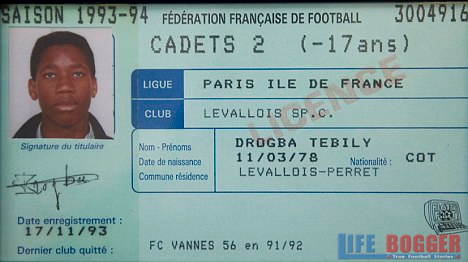 SAISON 1993-94 FÉDÉRATION FRANÇAISE DE FOOTBALL 3004916
CADETS 2 (-17ans)
LIGUE PARIS ILE DE FRANCE
CLUB LEVALLOIS SP.C.
LICENCE
Signature du titulaire
Nom - Prénoms DROGBA TEBILY
Date de naissance 11/03/78 Nationalité : COT
Commune résidence LEVALLOIS-PERRET
Drogba
Date enregistrement :
17/11/93
Dernier club quitté : FC VANNES 56 en 91/92
LIFE BOGGER
True Football Stories